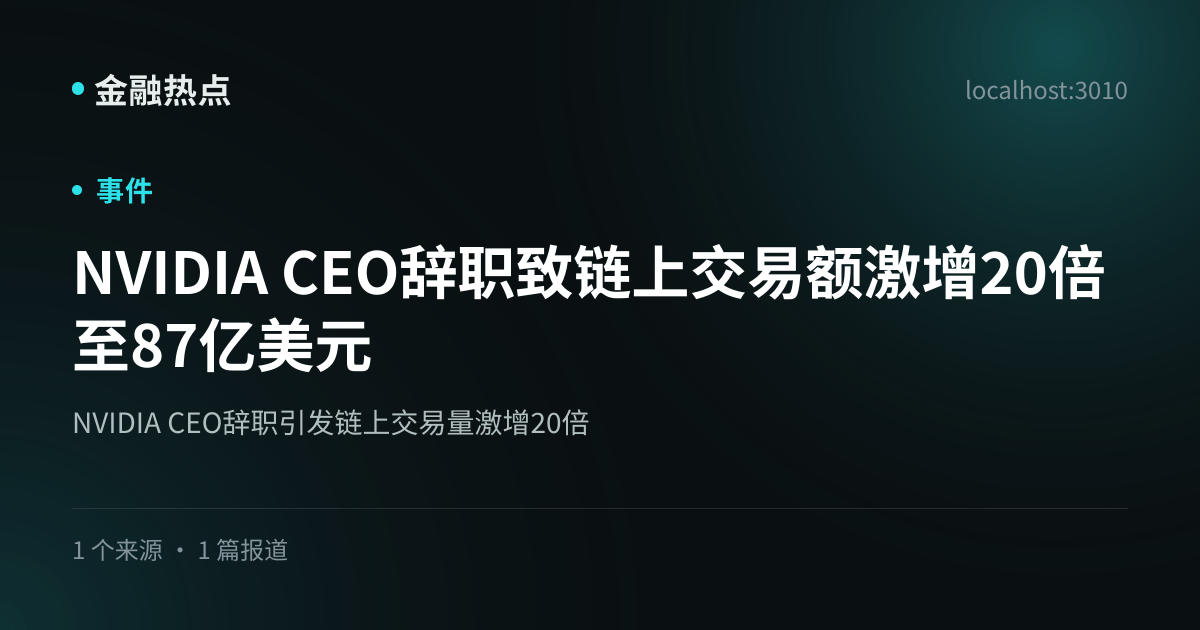 金融热点
localhost:3010
事件
NVIDIA CEO辞职致链上交易额激增20倍
至87亿美元
NVIDIA CEO辞职引发链上交易量激增20倍
1 个来源 · 1 篇报道